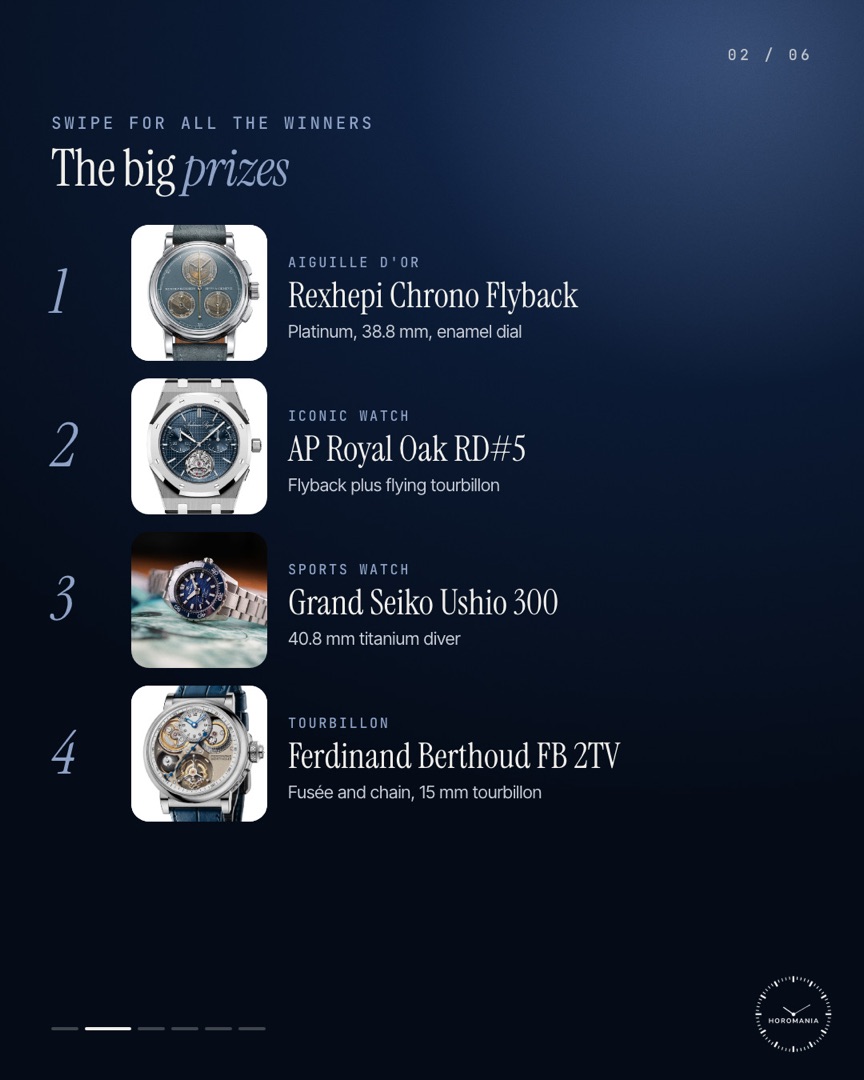 02 / 06
SWIPE FOR ALL THE WINNERS
The big prizes
1
AIGUILLE D'OR
Rexhepi Chrono Flyback
Platinum, 38.8 mm, enamel dial
2
ICONIC WATCH
AP Royal Oak RD#5
Flyback plus flying tourbillon
3
SPORTS WATCH
Grand Seiko Ushio 300
40.8 mm titanium diver
4
TOURBILLON
Ferdinand Berthoud FB 2TV
Fusée and chain, 15 mm tourbillon
HOROMANIA